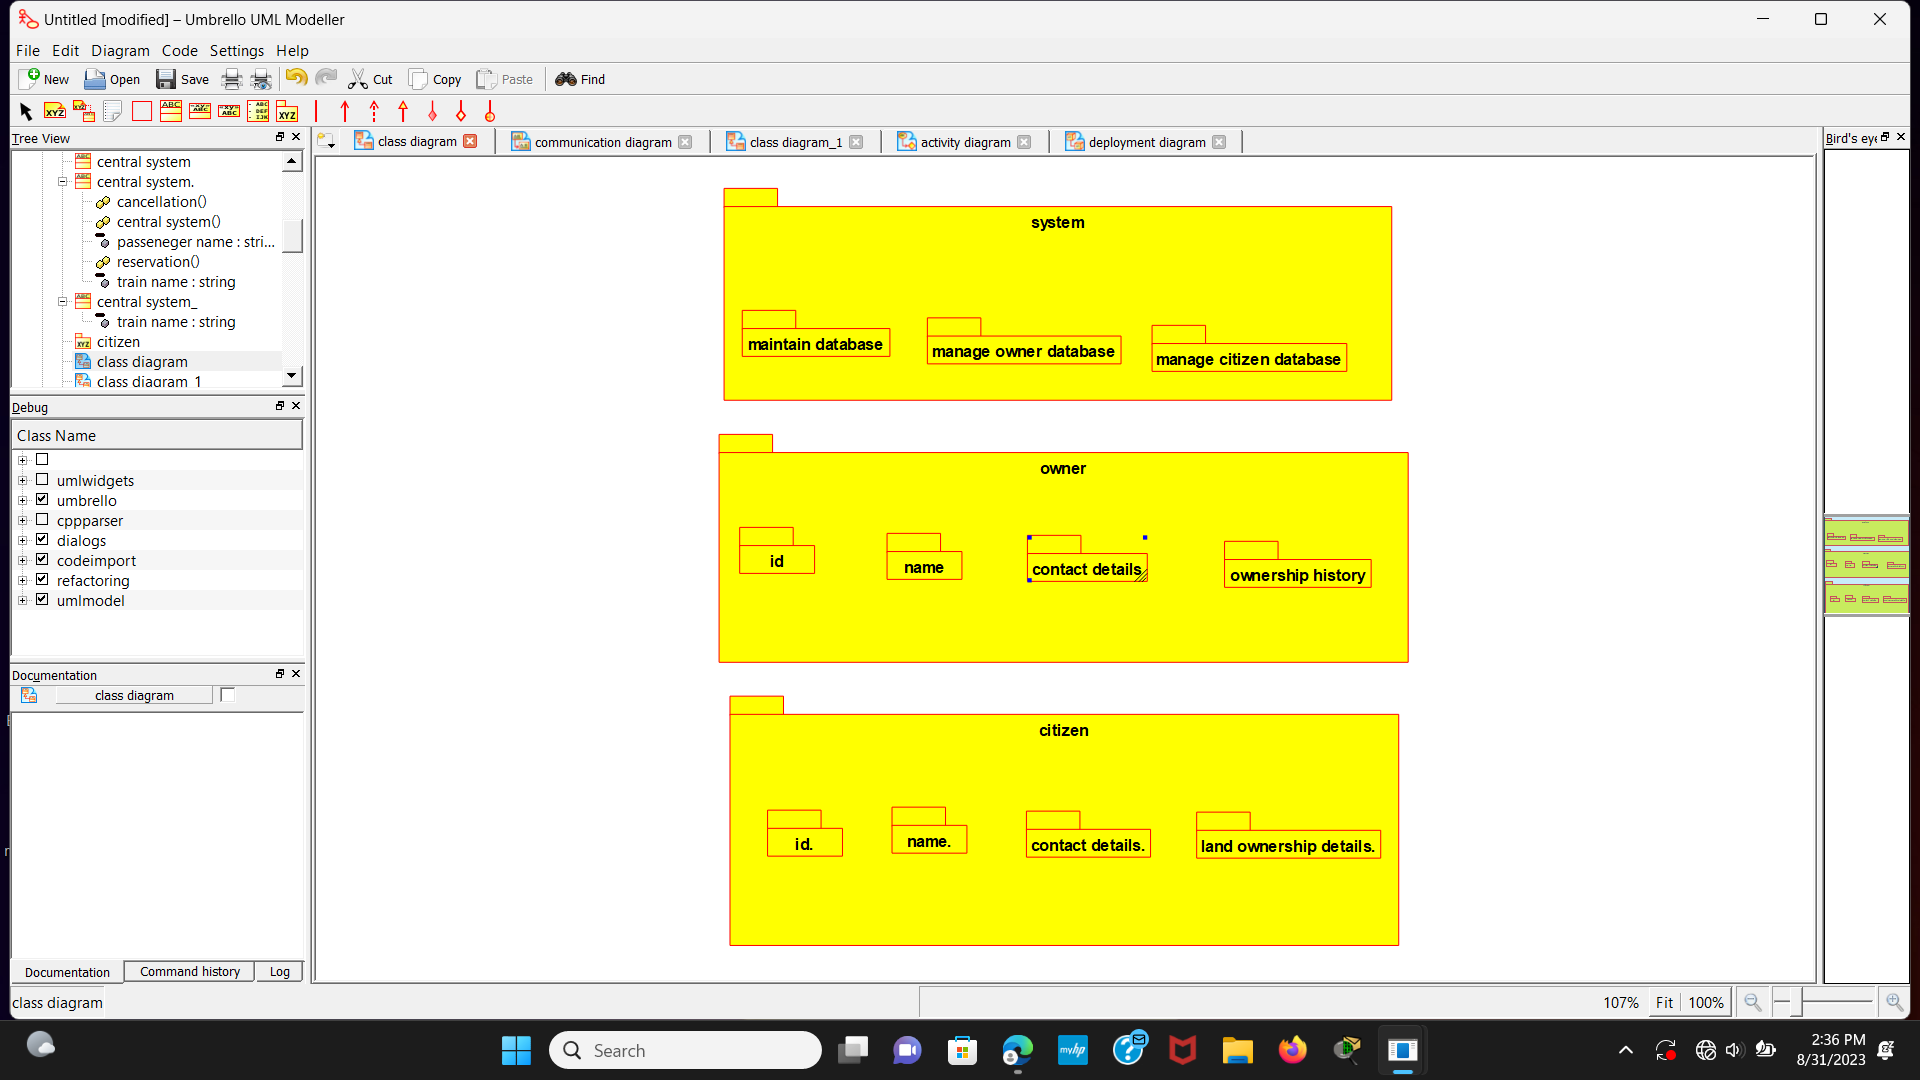 Untitled [modified] – Umbrello UML Modeller
File Edit Diagram Code Settings Help
New Open Save Cut Copy Paste Find
Tree View
central system
central system.
cancellation()
central system()
passeneger name : stri...
reservation()
train name : string
central system_
train name : string
citizen
class diagram
class diagram_1
Debug
Class Name
umlwidgets
umbrello
cppparser
dialogs
codeimport
refactoring
umlmodel
Documentation
class diagram
Documentation Command history Log
class diagram
class diagram communication diagram class diagram_1 activity diagram deployment diagram
Bird's eye
system
maintain database
manage owner database
manage citizen database
owner
id
name
contact details
ownership history
citizen
id.
name.
contact details.
land ownership details.
107% Fit 100%
Search
myhp
2:36 PM
8/31/2023